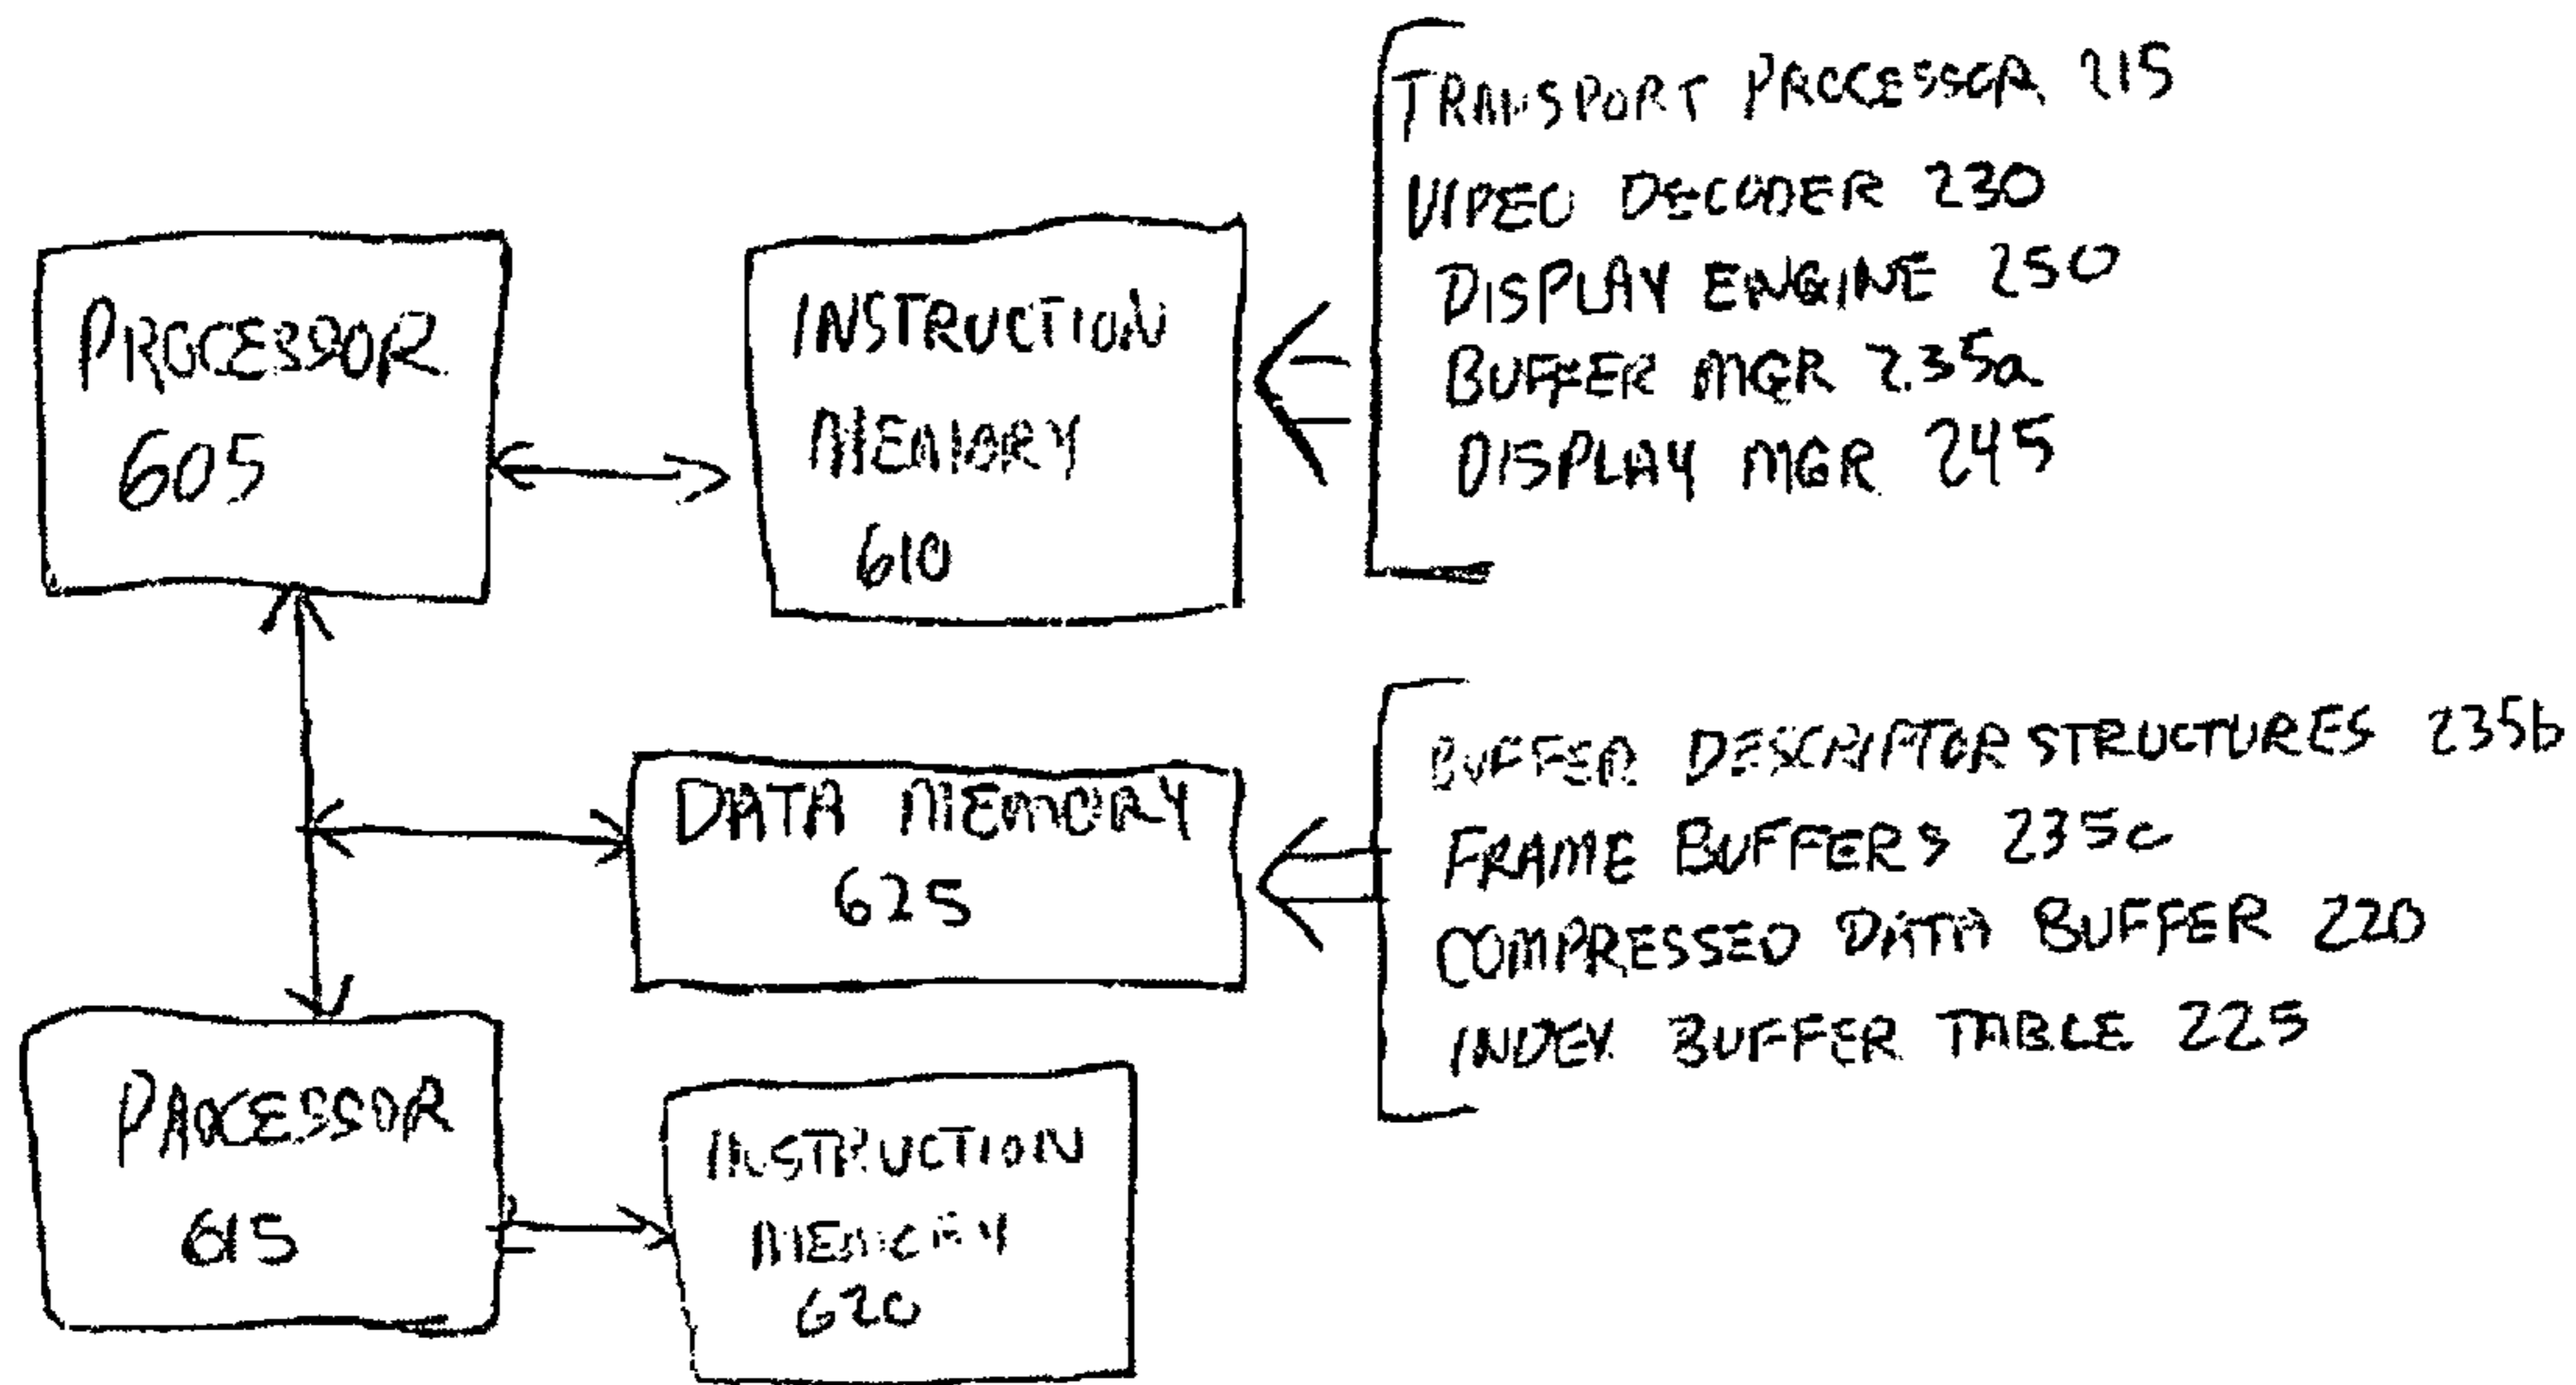 PROCESSOR
605
INSTRUCTION
MEMORY
610
TRANSPORT PROCESSOR 215
VIDEO DECODER 230
DISPLAY ENGINE 250
BUFFER MGR 235a
DISPLAY MGR 245
DATA MEMORY
625
BUFFER DESCRIPTOR STRUCTURES 235b
FRAME BUFFERS 235c
COMPRESSED DATA BUFFER 220
INDEX BUFFER TABLE 225
PROCESSOR
615
INSTRUCTION
MEMORY
620